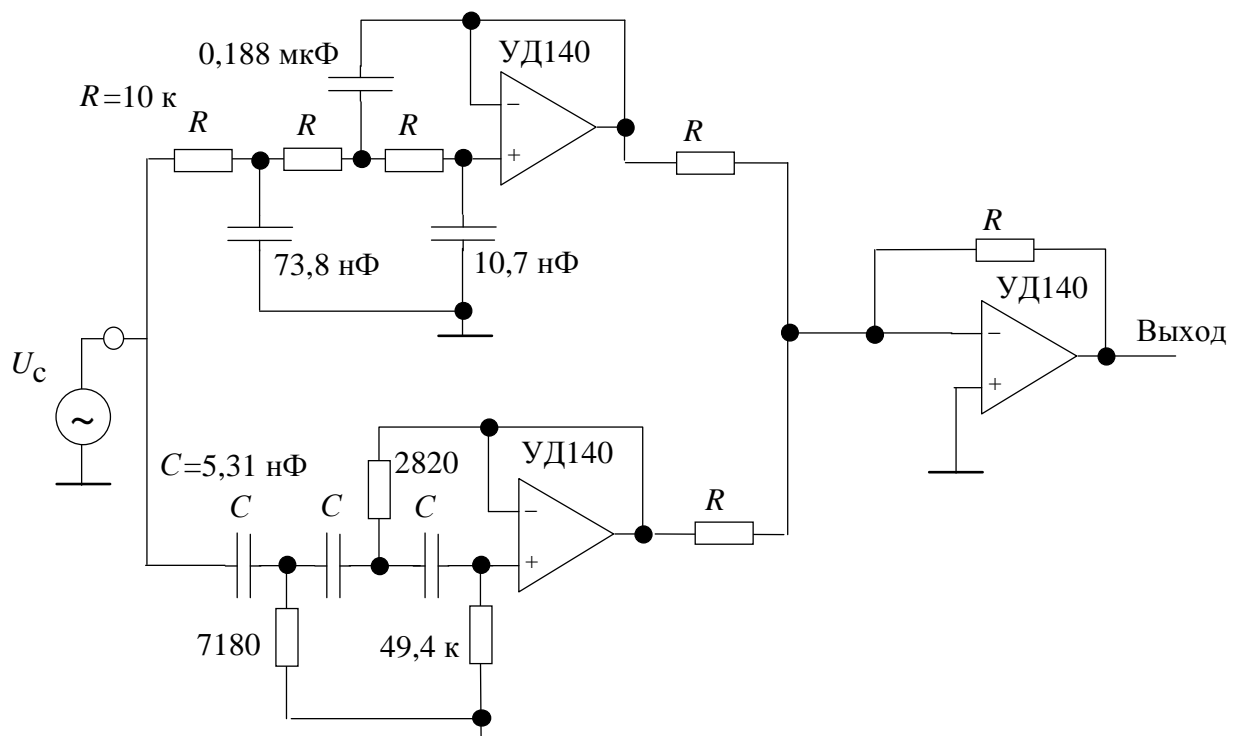 0,188 мкФ
УД140
R=10 к
R
R
R
−
+
R
73,8 нФ
10,7 нФ
R
УД140
−
+
Выход
Uс
~
C=5,31 нФ
2820
УД140
C
C
C
−
+
R
7180
49,4 к